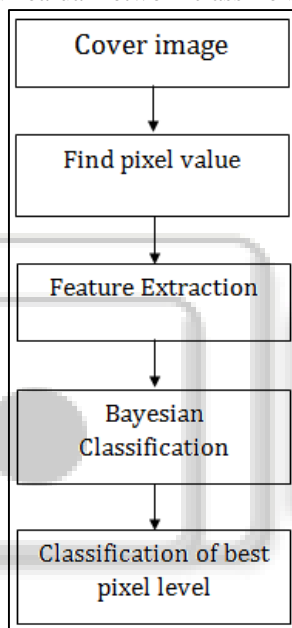 Cover image
Find pixel value
Feature Extraction
Bayesian
Classification
Classification of best
pixel level